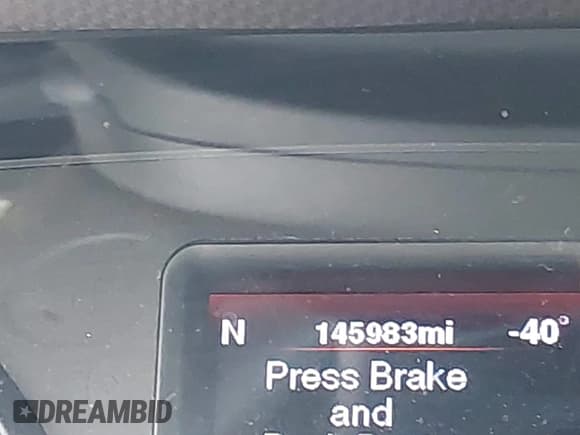 N 145983mi -40°
Press Brake
and
DREAMBID